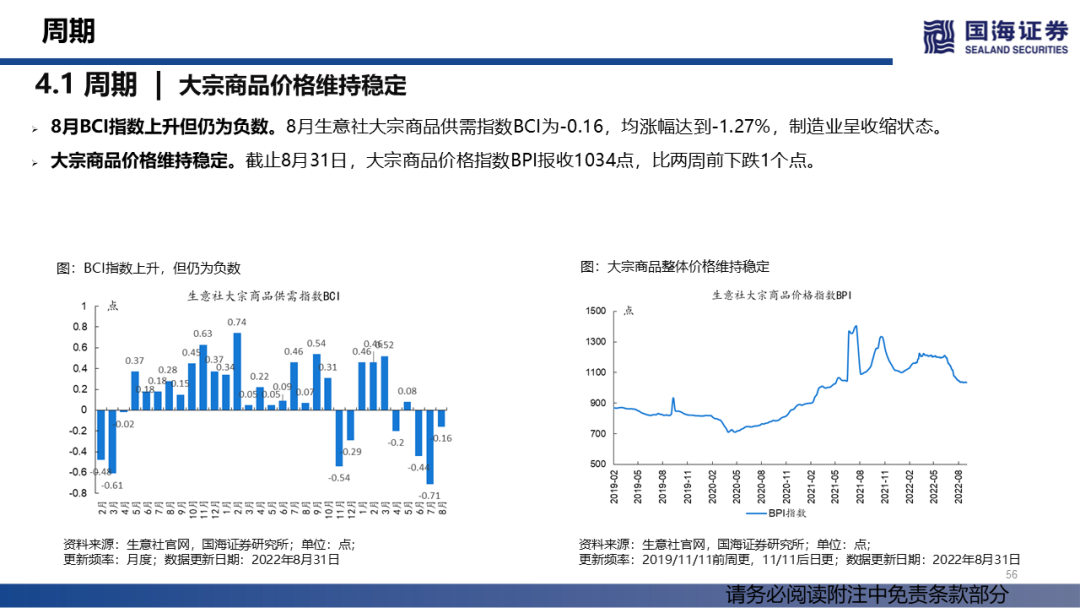 周期
国海证券
SEALAND SECURITIES
4.1 周期 | 大宗商品价格维持稳定
8月BCI指数上升但仍为负数。8月生意社大宗商品供需指数BCI为-0.16，均涨幅达到-1.27%，制造业呈收缩状态。
大宗商品价格维持稳定。截止8月31日，大宗商品价格指数BPI报收1034点，比两周前下跌1个点。
图：BCI指数上升，但仍为负数
生意社大宗商品供需指数BCI
点
1
0.8
0.6
0.4
0.2
0
-0.2
-0.4
-0.6
-0.8
-0.48
-0.61
-0.02
0.37
0.18
0.18
0.28
0.15
0.45
0.63
0.37
0.34
0.74
0.05
0.22
0.05
0.09
0.46
0.07
0.54
0.31
-0.54
-0.29
0.46
0.46
0.52
-0.2
0.08
-0.44
-0.71
-0.16
2月 3月 4月 5月 6月 7月 8月 9月 10月 11月 12月 1月 2月 3月 4月 5月 6月 7月 8月 9月 10月 11月 12月 1月 2月 3月 4月 5月 6月 7月 8月
资料来源：生意社官网，国海证券研究所；单位：点；
更新频率：月度；数据更新日期：2022年8月31日
图：大宗商品整体价格维持稳定
生意社大宗商品价格指数BPI
点
1500
1300
1100
900
700
500
2019-02 2019-05 2019-08 2019-11 2020-02 2020-05 2020-08 2020-11 2021-02 2021-05 2021-08 2021-11 2022-02 2022-05 2022-08
BPI指数
资料来源：生意社官网，国海证券研究所；单位：点；
更新频率：2019/11/11前周更，11/11后日更；数据更新日期：2022年8月31日
56
请务必阅读附注中免责条款部分